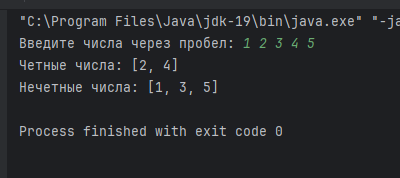 "C:\Program Files\Java\jdk-19\bin\java.exe" "-ja
Введите числа через пробел: 1 2 3 4 5
Четные числа: [2, 4]
Нечетные числа: [1, 3, 5]
Process finished with exit code 0